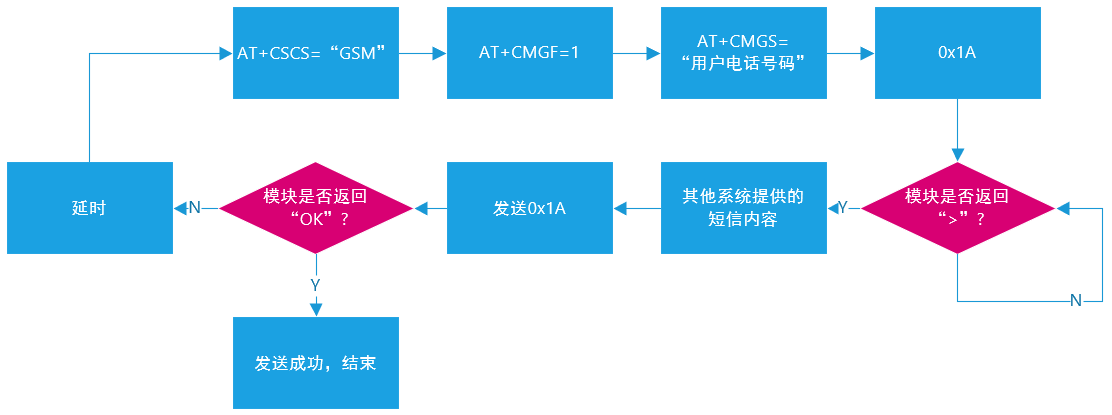 AT+CSCS=“GSM”
AT+CMGF=1
AT+CMGS=
“用户电话号码”
0x1A
延时
N
模块是否返回
“OK”?
发送0x1A
其他系统提供的
短信内容
Y
模块是否返回
“>”?
Y
N
发送成功，结束